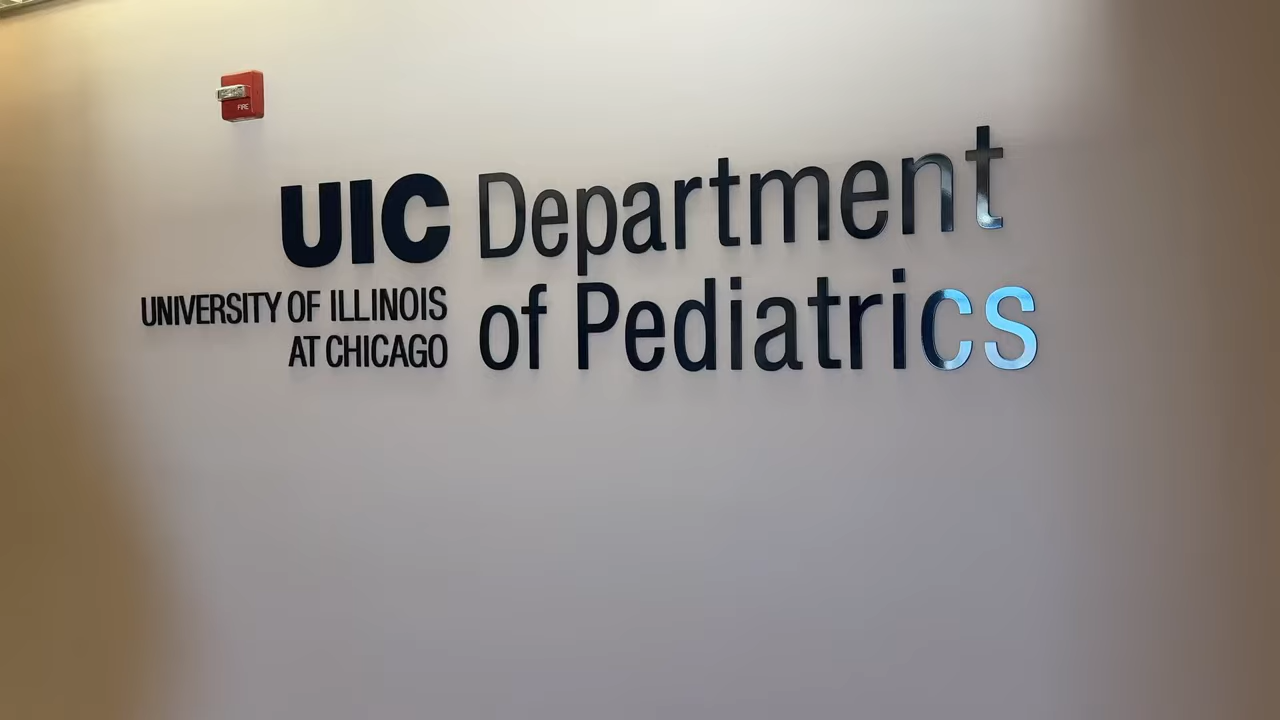 FIRE
UIC Department
of Pediatrics
UNIVERSITY OF ILLINOIS
AT CHICAGO